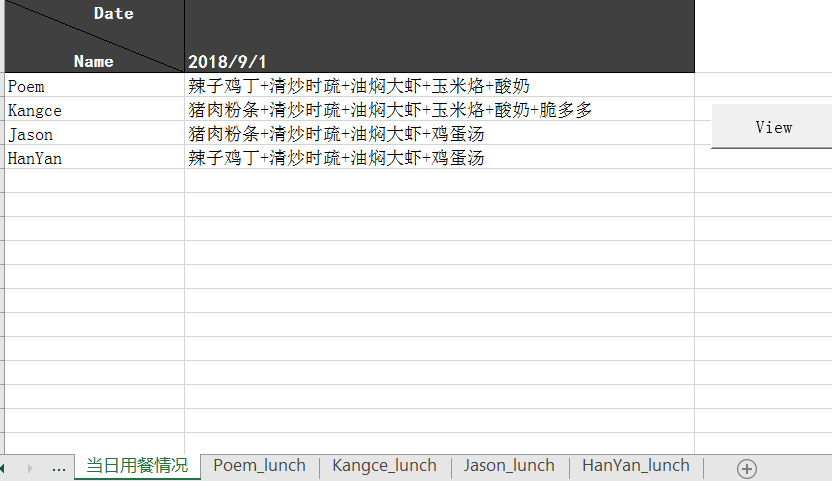 Date
Name
2018/9/1
Poem
辣子鸡丁+清炒时疏+油焖大虾+玉米烙+酸奶
Kangce
猪肉粉条+清炒时疏+油焖大虾+玉米烙+酸奶+脆多多
Jason
猪肉粉条+清炒时疏+油焖大虾+鸡蛋汤
HanYan
辣子鸡丁+清炒时疏+油焖大虾+鸡蛋汤
View
... 当日用餐情况 Poem_lunch Kangce_lunch Jason_lunch HanYan_lunch